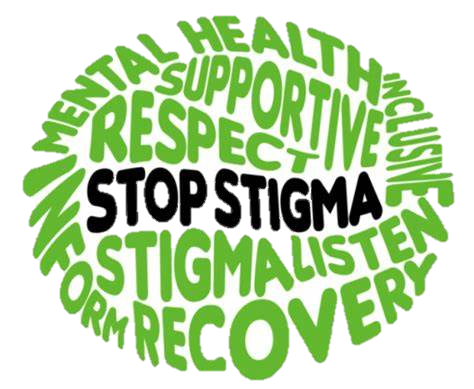 MENTAL HEALTH
INCLUSIVE
SUPPORTIVE
RESPECT
STOP STIGMA
INFORM
STIGMA LISTEN
RECOVERY